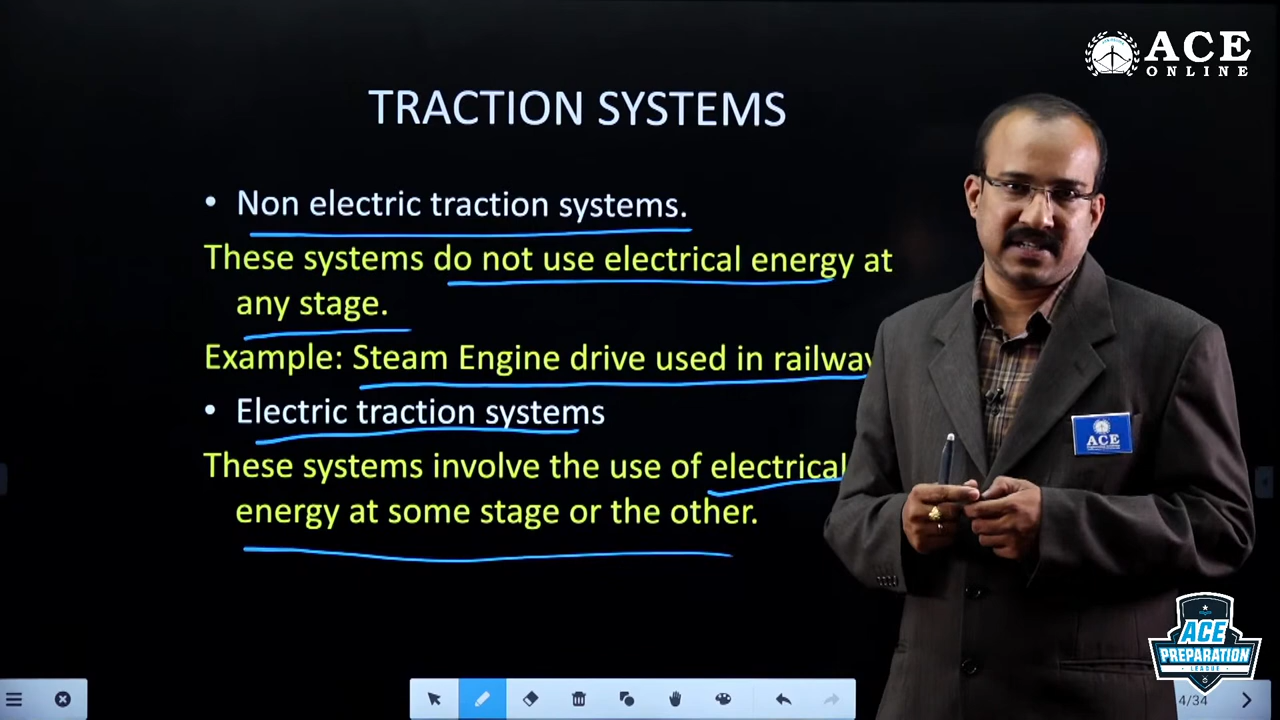 ACE
ONLINE
TRACTION SYSTEMS
• Non electric traction systems.
These systems do not use electrical energy at
any stage.
Example: Steam Engine drive used in railway
• Electric traction systems
These systems involve the use of electrical
energy at some stage or the other.
ACE
ACE
PREPARATION
LEAGUE
4/34